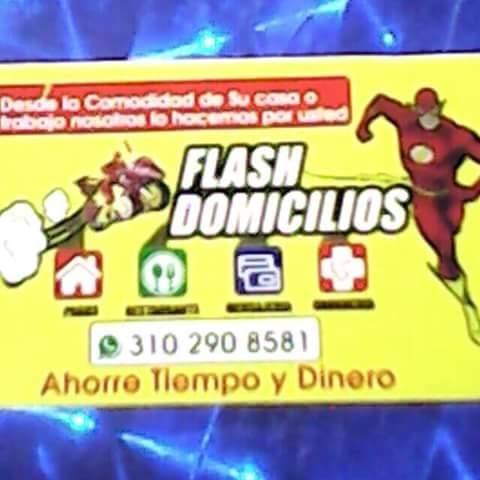 Desde la Comodidad de Su casa o
trabajo nosotros lo hacemos por usted
FLASH
DOMICILIOS
310 290 8581
Ahorre Tiempo y Dinero